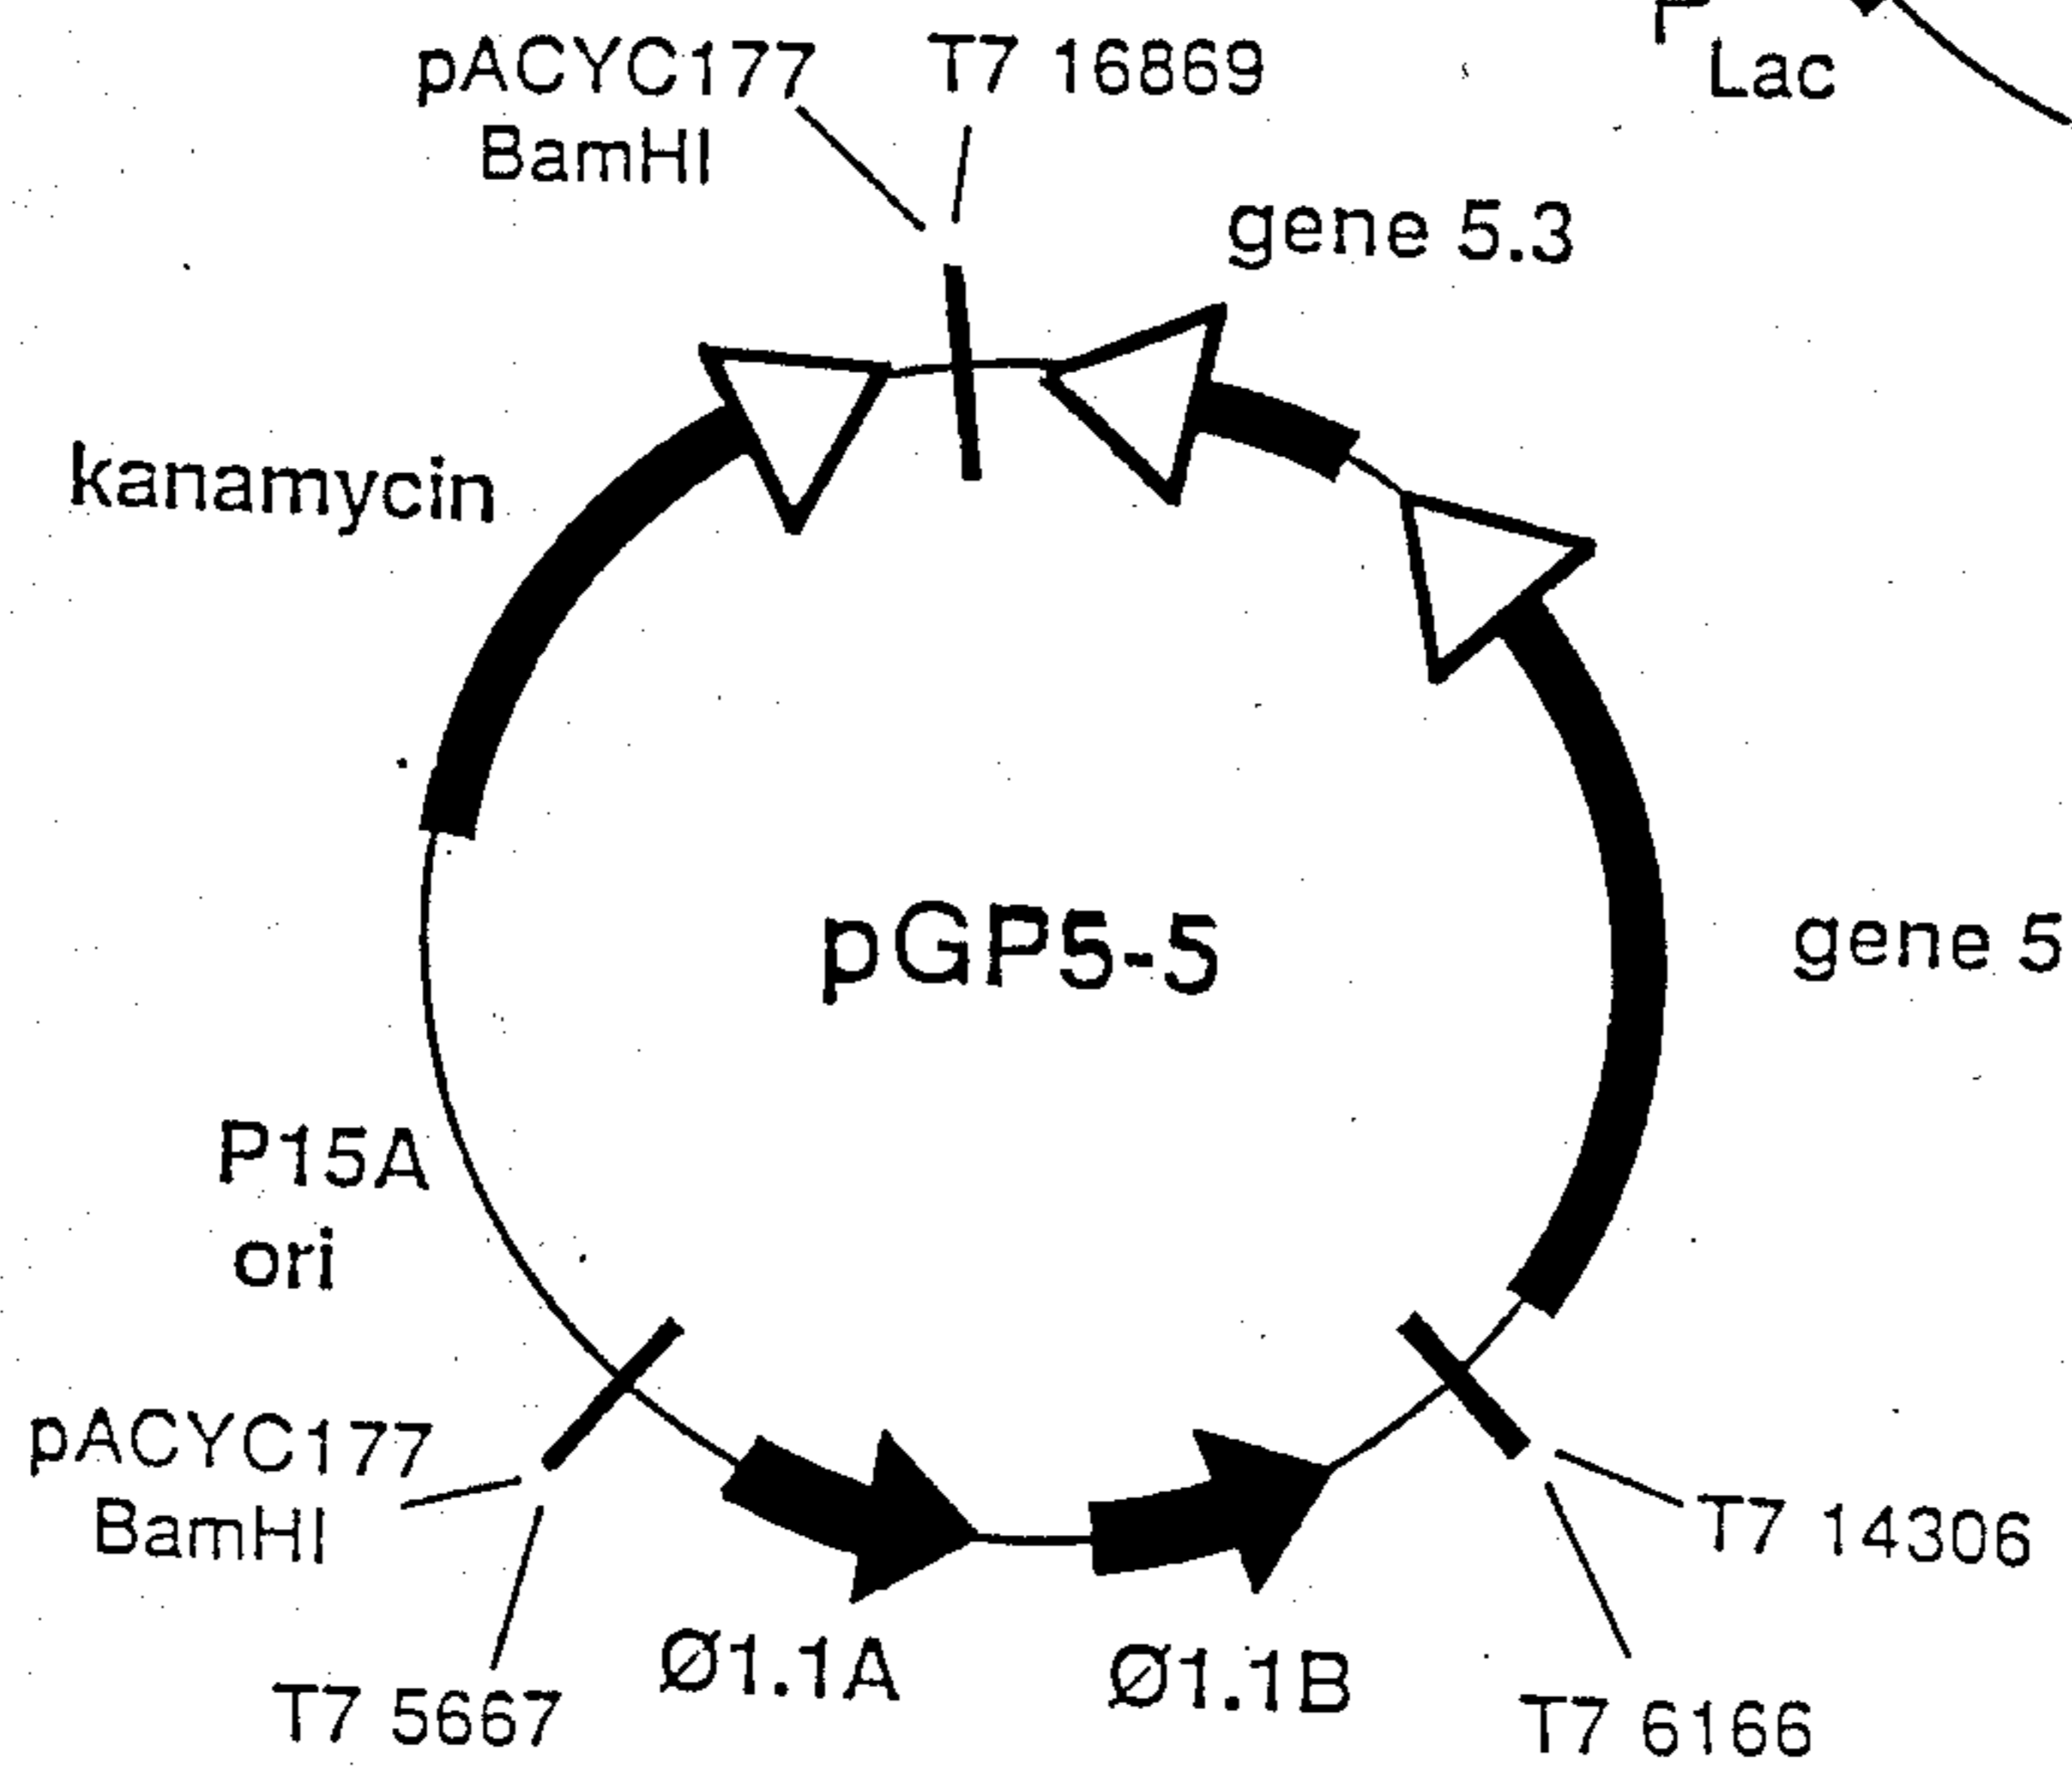 pACYC177
BamHI
T7 16869
P
Lac
gene 5.3
kanamycin
pGP5-5
gene 5
P15A
ori
pACYC177
BamHI
T7 14306
T7 5667
Ø1.1A
Ø1.1B
T7 6166